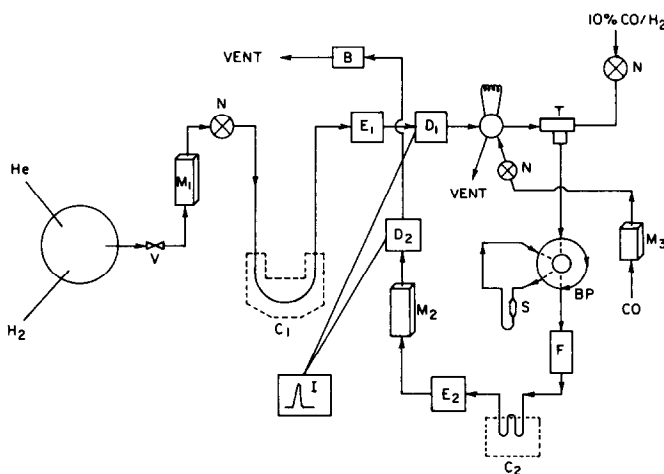 10% CO/H₂
VENT
B
N
N
T
E₁
D₁
He
M₁
N
VENT
D₂
M₃
V
S
BP
H₂
C₁
M₂
CO
F
I
E₂
C₂